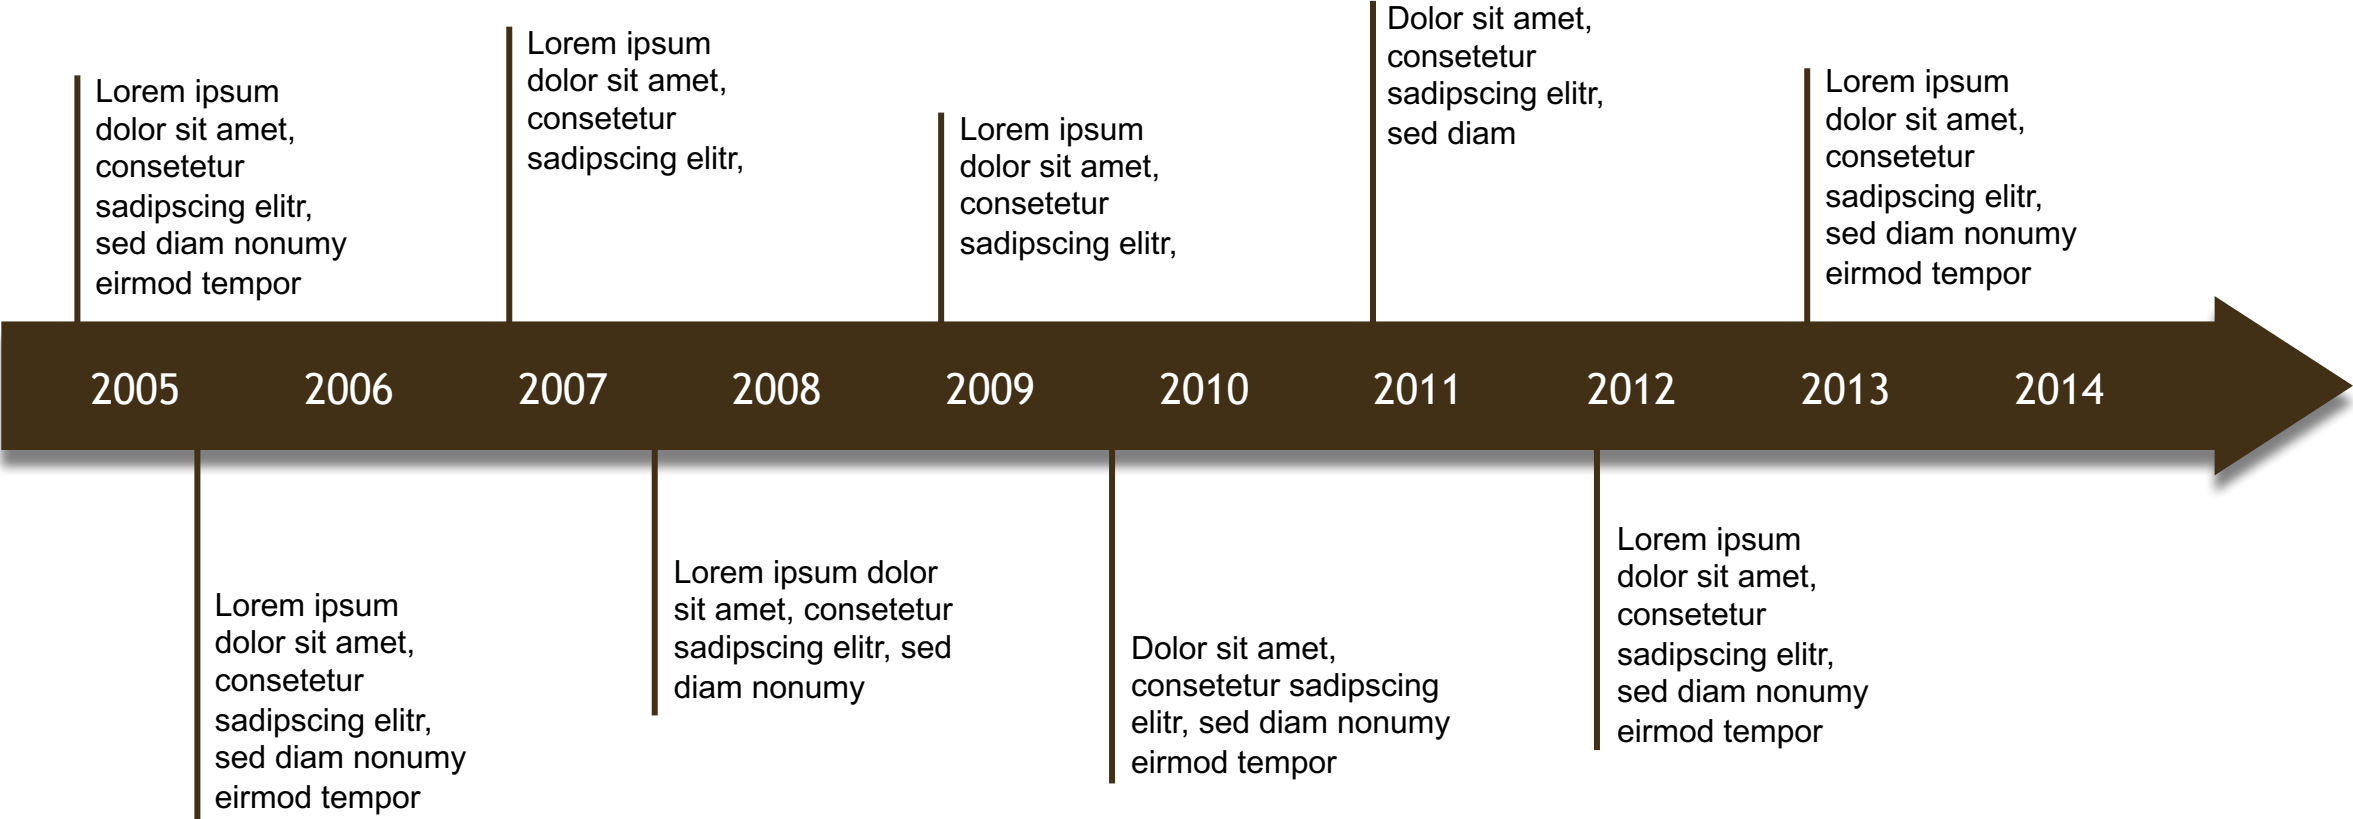 Lorem ipsum
dolor sit amet,
consetetur
sadipscing elitr,
sed diam nonumy
eirmod tempor
Lorem ipsum
dolor sit amet,
consetetur
sadipscing elitr,
Lorem ipsum
dolor sit amet,
consetetur
sadipscing elitr,
Dolor sit amet,
consetetur
sadipscing elitr,
sed diam
Lorem ipsum
dolor sit amet,
consetetur
sadipscing elitr,
sed diam nonumy
eirmod tempor
2005 2006 2007 2008 2009 2010 2011 2012 2013 2014
Lorem ipsum
dolor sit amet,
consetetur
sadipscing elitr,
sed diam nonumy
eirmod tempor
Lorem ipsum dolor
sit amet, consetetur
sadipscing elitr, sed
diam nonumy
Dolor sit amet,
consetetur sadipscing
elitr, sed diam nonumy
eirmod tempor
Lorem ipsum
dolor sit amet,
consetetur
sadipscing elitr,
sed diam nonumy
eirmod tempor